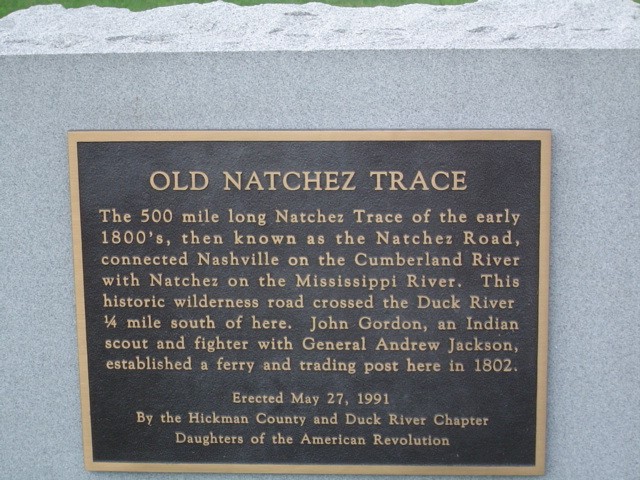 OLD NATCHEZ TRACE
The 500 mile long Natchez Trace of the early
1800's, then known as the Natchez Road,
connected Nashville on the Cumberland River
with Natchez on the Mississippi River. This
historic wilderness road crossed the Duck River
¼ mile south of here. John Gordon, an Indian
scout and fighter with General Andrew Jackson,
established a ferry and trading post here in 1802.
Erected May 27, 1991
By the Hickman County and Duck River Chapter
Daughters of the American Revolution